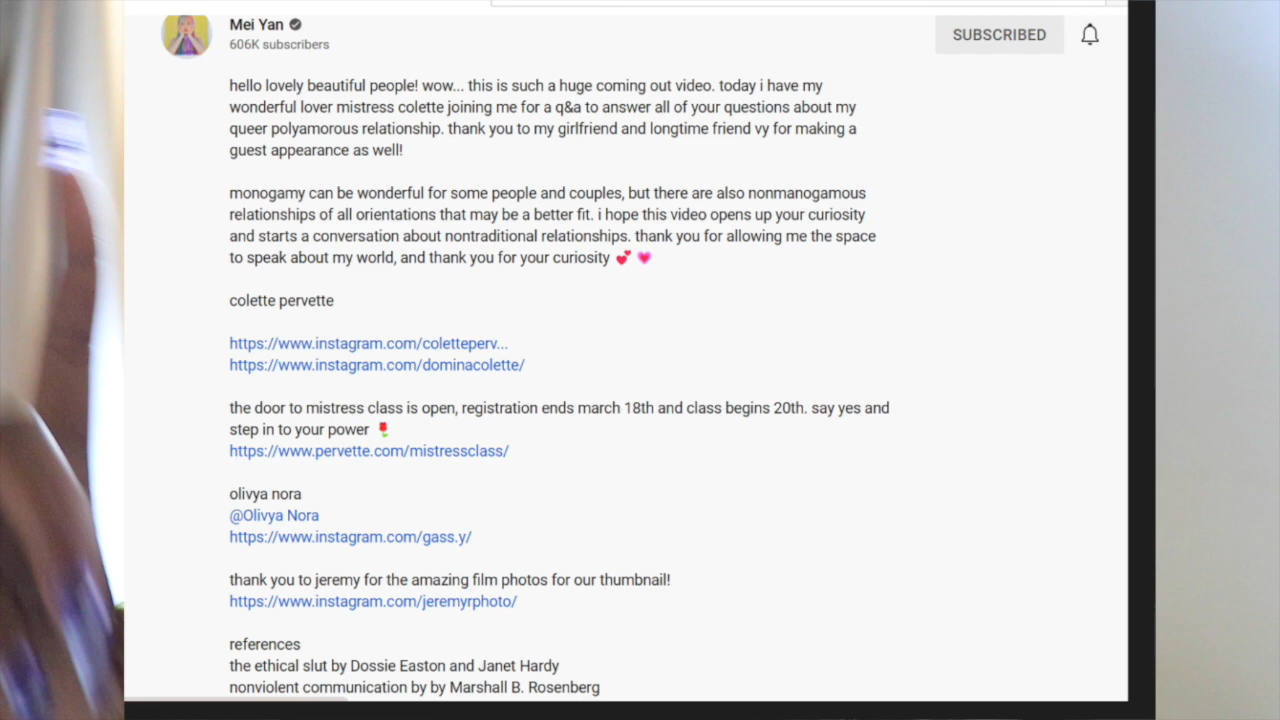 Mei Yan
606K subscribers
SUBSCRIBED
hello lovely beautiful people! wow... this is such a huge coming out video. today i have my
wonderful lover mistress colette joining me for a q&a to answer all of your questions about my
queer polyamorous relationship. thank you to my girlfriend and longtime friend vy for making a
guest appearance as well!
monogamy can be wonderful for some people and couples, but there are also nonmanogamous
relationships of all orientations that may be a better fit. i hope this video opens up your curiosity
and starts a conversation about nontraditional relationships. thank you for allowing me the space
to speak about my world, and thank you for your curiosity 💕 💗
colette pervette
https://www.instagram.com/coletteperv...
https://www.instagram.com/dominacolette/
the door to mistress class is open, registration ends march 18th and class begins 20th. say yes and
step in to your power 🌹
https://www.pervette.com/mistressclass/
olivya nora
@Olivya Nora
https://www.instagram.com/gass.y/
thank you to jeremy for the amazing film photos for our thumbnail!
https://www.instagram.com/jeremyrphoto/
references
the ethical slut by Dossie Easton and Janet Hardy
nonviolent communication by by Marshall B. Rosenberg